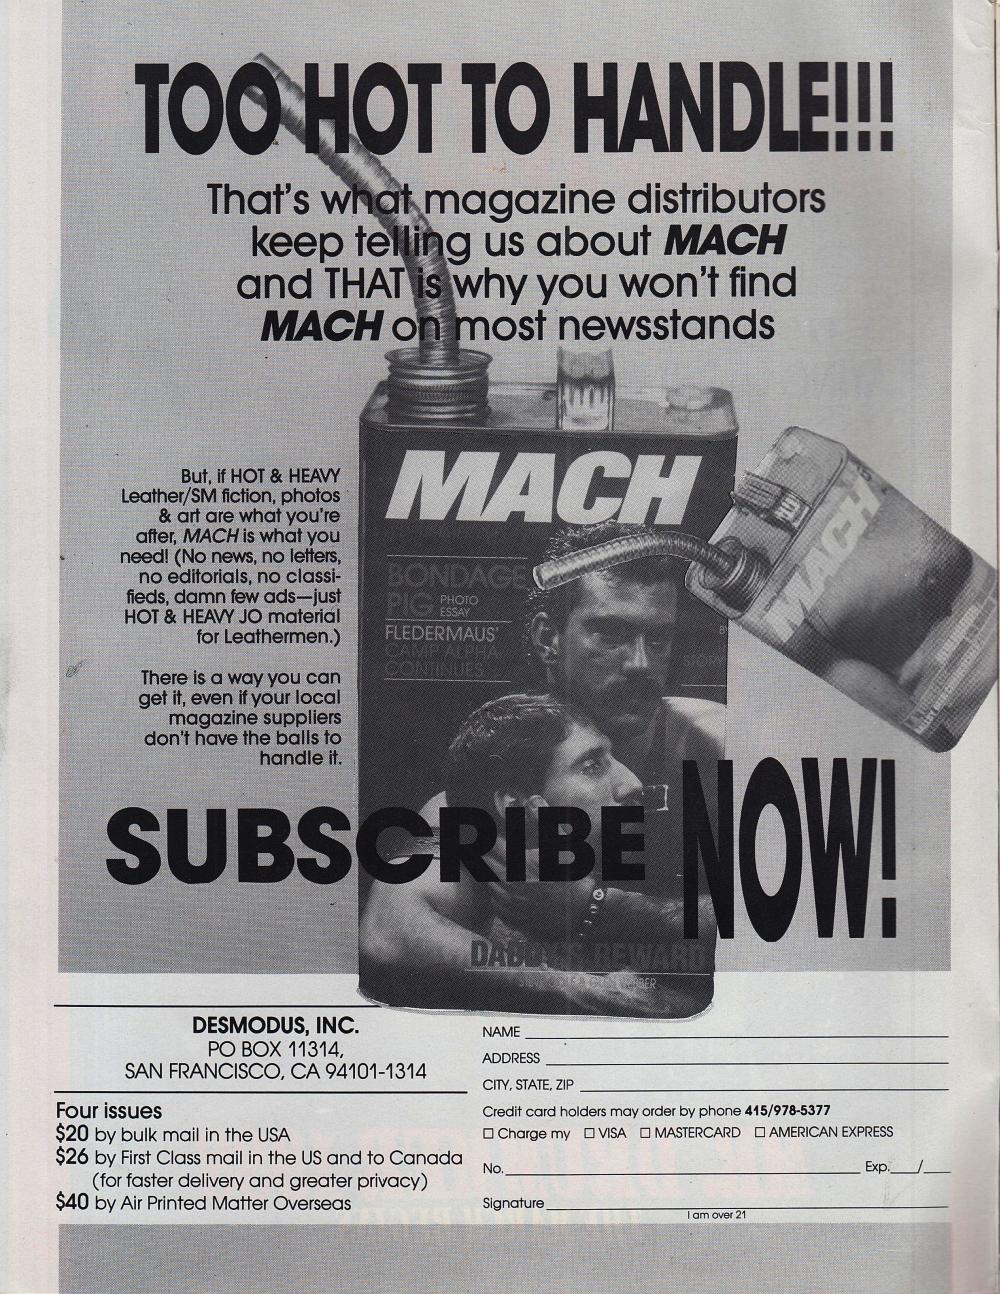 TOO HOT TO HANDLE!!!
That's what magazine distributors
keep telling us about MACH
and THAT is why you won't find
MACH on most newsstands
But, if HOT & HEAVY
Leather/SM fiction, photos
& art are what you're
after, MACH is what you
need! (No news, no letters,
no editorials, no classi-
fieds, damn few ads—just
HOT & HEAVY JO material
for Leathermen.)
There is a way you can
get it, even if your local
magazine suppliers
don't have the balls to
handle it.
MACH
BONDAGE
PIG PHOTO
ESSAY
FLEDERMAUS'
CAMP ALPHA
CONTINUES
BY
STORY
MACH
MACH
SUBSCRIBE NOW!
DADDY'S REWARD
DESMODUS, INC.
PO BOX 11314,
SAN FRANCISCO, CA 94101-1314
Four issues
$20 by bulk mail in the USA
$26 by First Class mail in the US and to Canada
(for faster delivery and greater privacy)
$40 by Air Printed Matter Overseas
NAME
ADDRESS
CITY, STATE, ZIP
Credit card holders may order by phone 415/978-5377
☐ Charge my ☐ VISA ☐ MASTERCARD ☐ AMERICAN EXPRESS
No. Exp. /
Signature
I am over 21